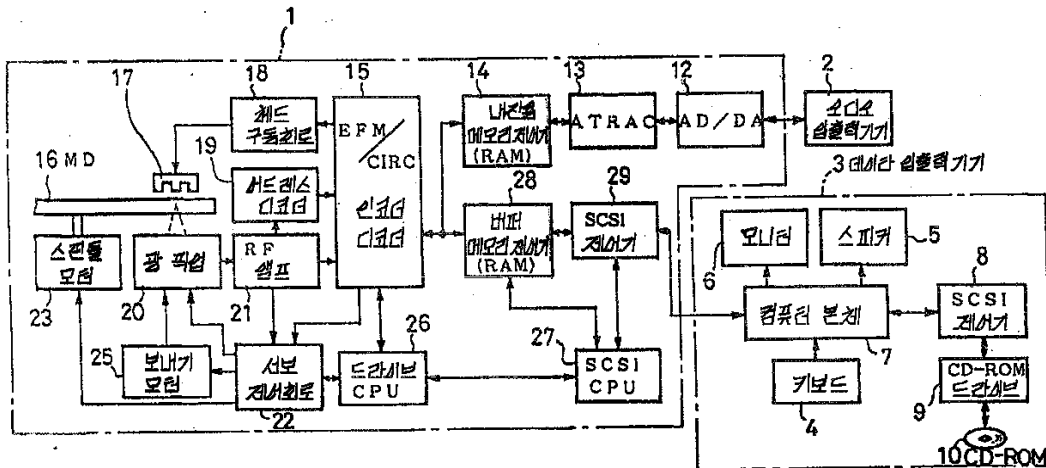 1
17
18
15
14
13
12
2
헤드
구동회로
EFM/
CIRC
인코더
디코더
내진용
메모리제어기
(RAM)
ATRAC
AD/DA
오디오
입출력기기
16 MD
19
어드레스
디코더
3 데이타 입출력기기
28
29
스핀들
모터
광 픽업
RF
앰프
버퍼
메모리제어기
(RAM)
SCSI
제어기
모니터
스피커
5
6
8
23
20
21
컴퓨터 본체
SCSI
제어기
7
25
보내기
모터
서보
제어회로
26
드라이브
CPU
27
SCSI
CPU
키보드
CD-ROM
드라이브
9
22
4
10 CD-ROM